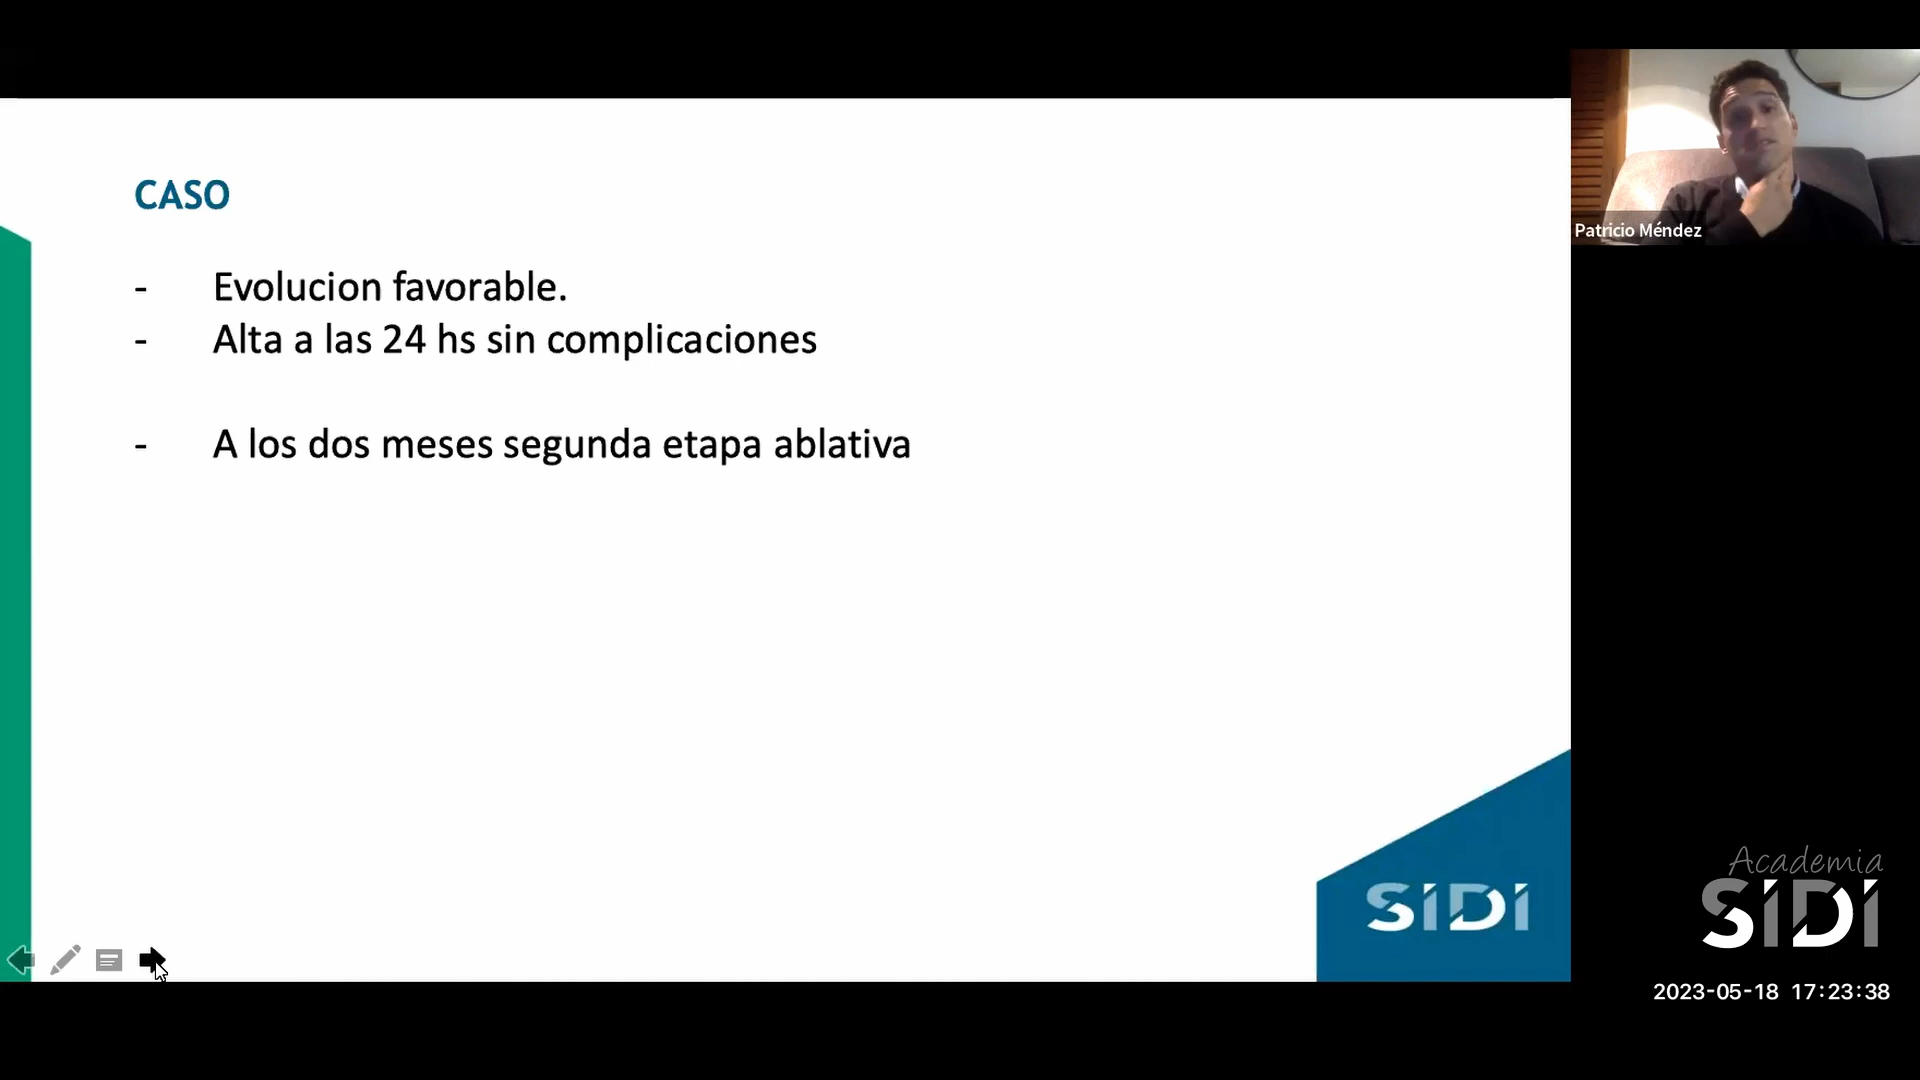 CASO
- Evolucion favorable.
- Alta a las 24 hs sin complicaciones
- A los dos meses segunda etapa ablativa
SiDi
Patricio Méndez
Academia
SiDi
2023-05-18 17:23:38